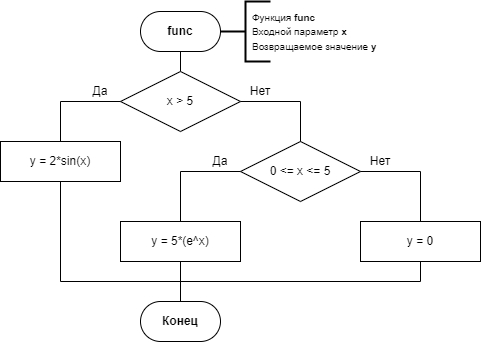 func
Функция func
Входной параметр x
Возвращаемое значение y
Да
Нет
x > 5
y = 2*sin(x)
Да
Нет
0 <= x <= 5
y = 5*(e^x)
y = 0
Конец